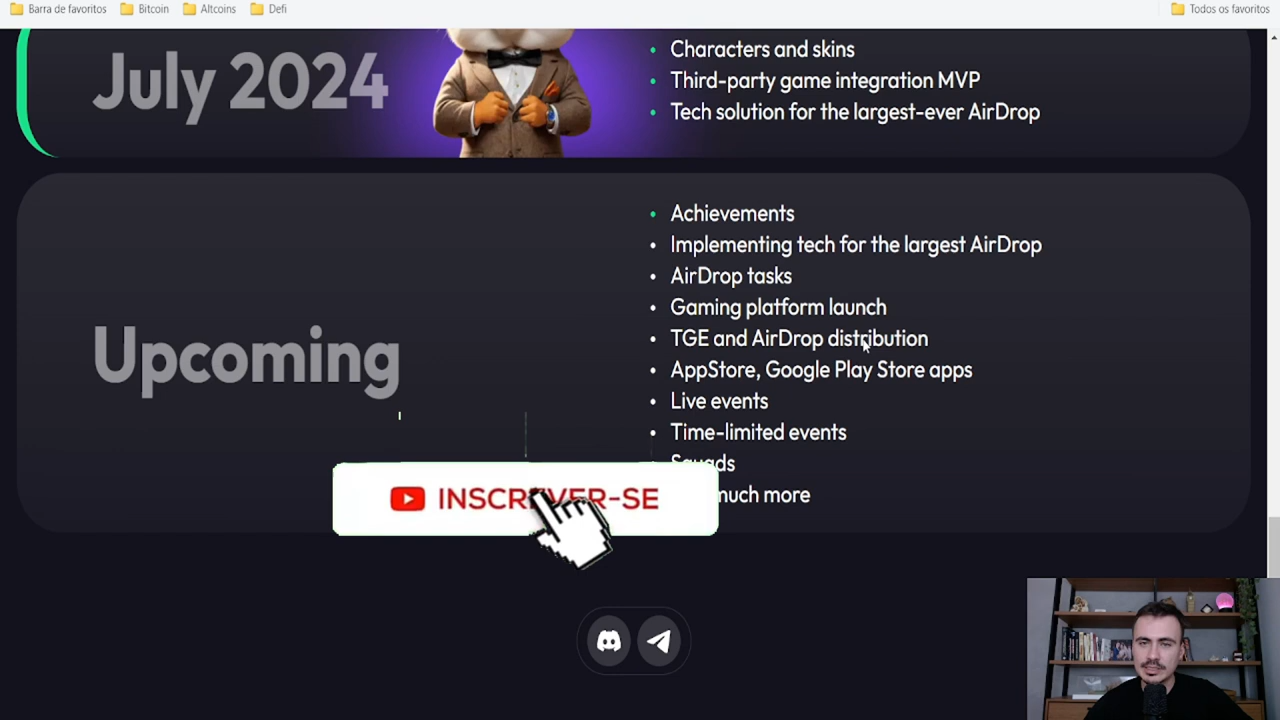 Barra de favoritos Bitcoin Altcoins Defi Todos os favoritos
July 2024
Characters and skins
Third-party game integration MVP
Tech solution for the largest-ever AirDrop
Upcoming
Achievements
Implementing tech for the largest AirDrop
AirDrop tasks
Gaming platform launch
TGE and AirDrop distribution
AppStore, Google Play Store apps
Live events
Time-limited events
Squads
much more
INSCREVER-SE